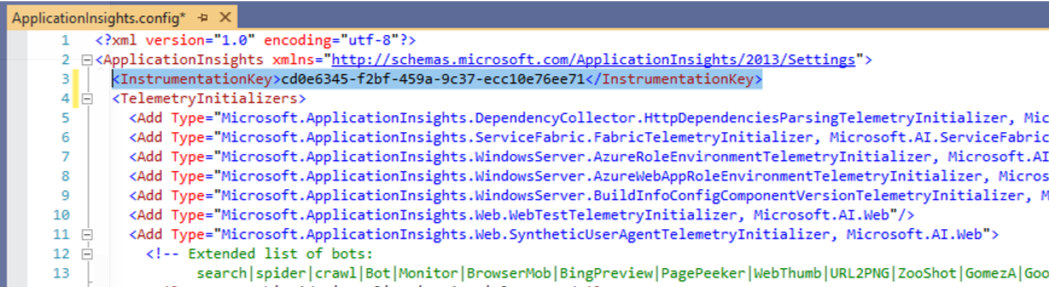 ApplicationInsights.config*
1 <?xml version="1.0" encoding="utf-8"?>
2 <ApplicationInsights xmlns="http://schemas.microsoft.com/ApplicationInsights/2013/Settings">
3 <InstrumentationKey>cd0e6345-f2bf-459a-9c37-ecc10e76ee71</InstrumentationKey>
4 <TelemetryInitializers>
5 <Add Type="Microsoft.ApplicationInsights.DependencyCollector.HttpDependenciesParsingTelemetryInitializer, Mic
6 <Add Type="Microsoft.ApplicationInsights.ServiceFabric.FabricTelemetryInitializer, Microsoft.AI.ServiceFabric
7 <Add Type="Microsoft.ApplicationInsights.WindowsServer.AzureRoleEnvironmentTelemetryInitializer, Microsoft.AI
8 <Add Type="Microsoft.ApplicationInsights.WindowsServer.AzureWebAppRoleEnvironmentTelemetryInitializer, Micros
9 <Add Type="Microsoft.ApplicationInsights.WindowsServer.BuildInfoConfigComponentVersionTelemetryInitializer, M
10 <Add Type="Microsoft.ApplicationInsights.Web.WebTestTelemetryInitializer, Microsoft.AI.Web"/>
11 <Add Type="Microsoft.ApplicationInsights.Web.SyntheticUserAgentTelemetryInitializer, Microsoft.AI.Web">
12 <!-- Extended list of bots:
13 search|spider|crawl|Bot|Monitor|BrowserMob|BingPreview|PagePeeker|WebThumb|URL2PNG|ZooShot|GomezA|Goo